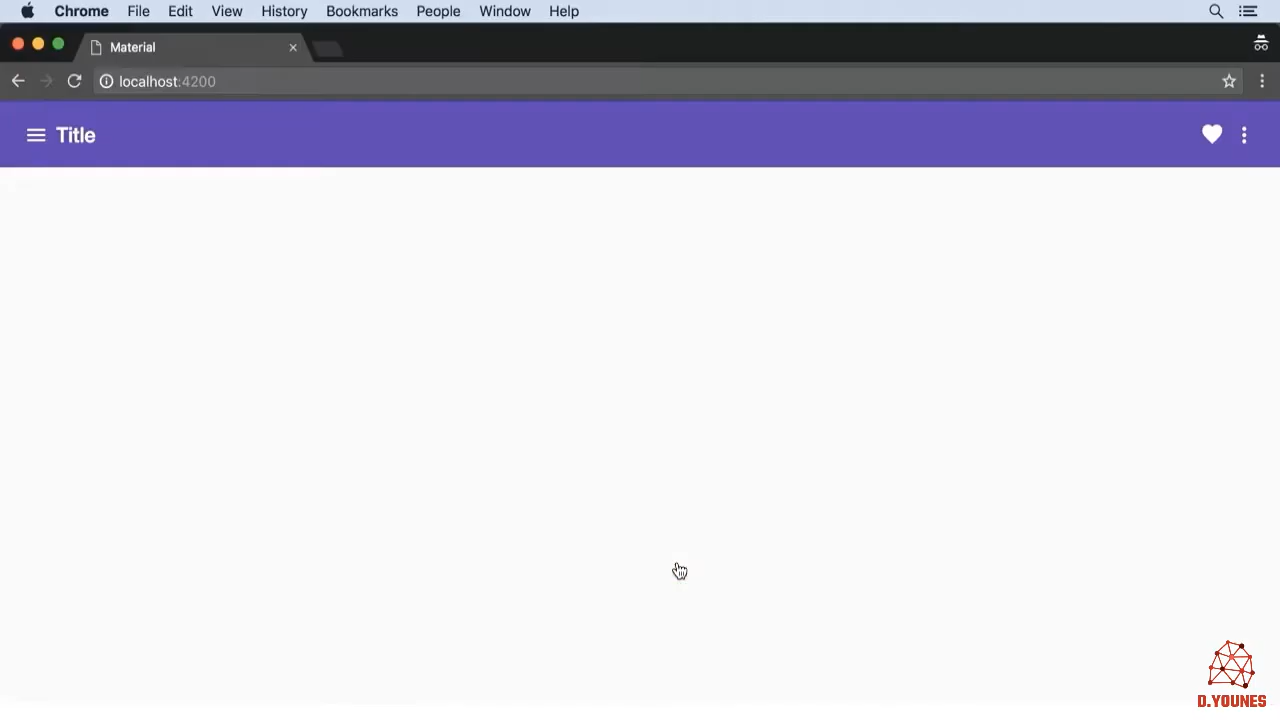 Chrome File Edit View History Bookmarks People Window Help
Material
localhost:4200
Title
D.YOUNES